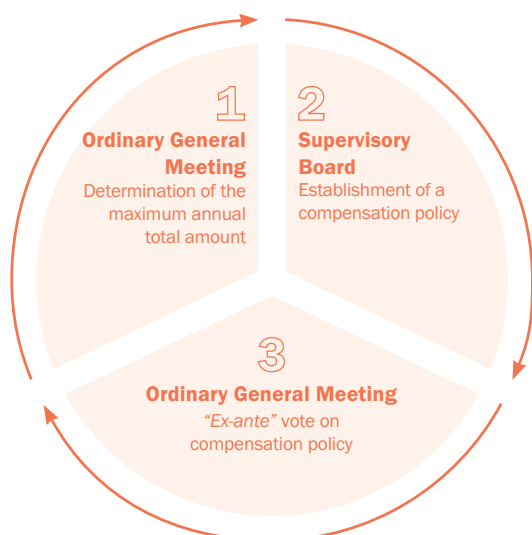 1
Ordinary General
Meeting
Determination of the
maximum annual
total amount
2
Supervisory
Board
Establishment of a
compensation policy
3
Ordinary General Meeting
“Ex-ante” vote on
compensation policy